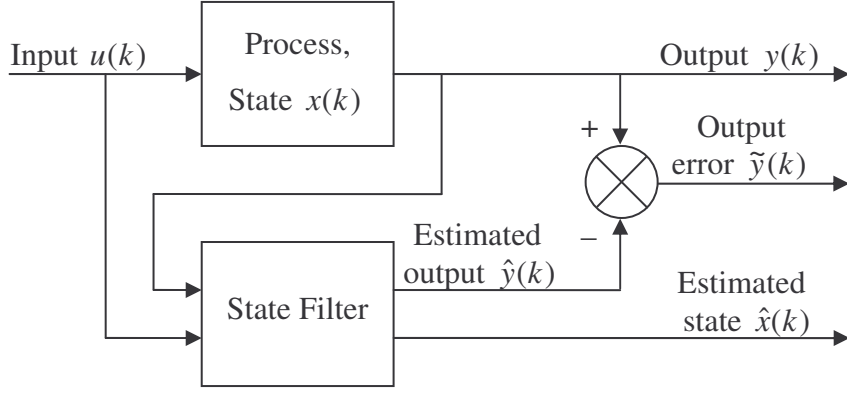 Input u(k)
Process,
State x(k)
Output y(k)
+
Output
error ỹ(k)
−
Estimated
output ŷ(k)
State Filter
Estimated
state x̂(k)